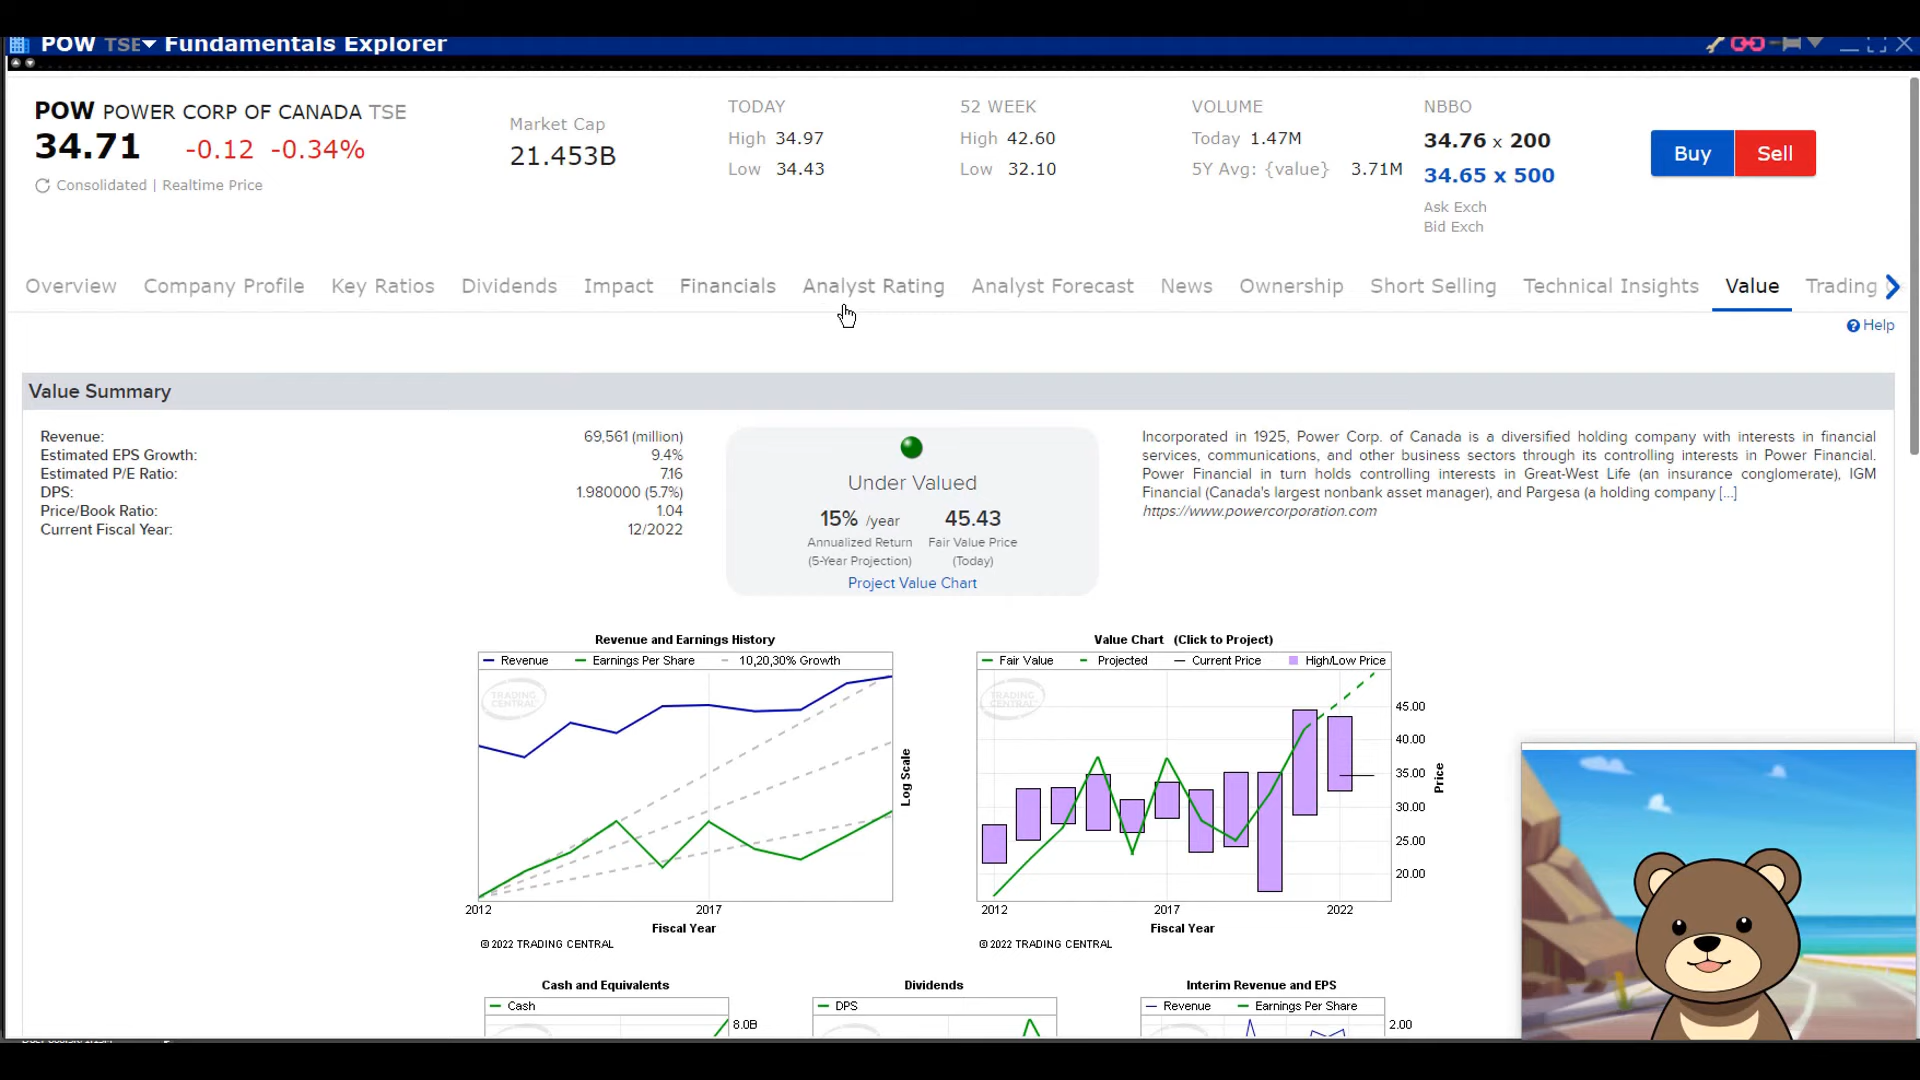 POW TSE Fundamentals Explorer
POW POWER CORP OF CANADA TSE
34.71 -0.12 -0.34%
Consolidated | Realtime Price
Market Cap
21.453B
TODAY
High 34.97
Low 34.43
52 WEEK
High 42.60
Low 32.10
VOLUME
Today 1.47M
5Y Avg: {value} 3.71M
NBBO
34.76 x 200
34.65 x 500
Ask Exch
Bid Exch
Buy Sell
Overview Company Profile Key Ratios Dividends Impact Financials Analyst Rating Analyst Forecast News Ownership Short Selling Technical Insights Value Trading
Help
Value Summary
Revenue: 69,561 (million)
Estimated EPS Growth: 9.4%
Estimated P/E Ratio: 7.16
DPS: 1.980000 (5.7%)
Price/Book Ratio: 1.04
Current Fiscal Year: 12/2022
Under Valued
15% /year 45.43
Annualized Return Fair Value Price
(5-Year Projection) (Today)
Project Value Chart
Incorporated in 1925, Power Corp. of Canada is a diversified holding company with interests in financial
services, communications, and other business sectors through its controlling interests in Power Financial.
Power Financial in turn holds controlling interests in Great-West Life (an insurance conglomerate), IGM
Financial (Canada's largest nonbank asset manager), and Pargesa (a holding company [...]
https://www.powercorporation.com
Revenue and Earnings History
Revenue Earnings Per Share 10,20,30% Growth
TRADING
CENTRAL
Log Scale
2012 2017
Fiscal Year
© 2022 TRADING CENTRAL
Value Chart (Click to Project)
Fair Value Projected Current Price High/Low Price
TRADING
CENTRAL
45.00
40.00
35.00
30.00
25.00
20.00
Price
2012 2017 2022
Fiscal Year
© 2022 TRADING CENTRAL
Cash and Equivalents
Cash
8.0B
Dividends
DPS
Interim Revenue and EPS
Revenue Earnings Per Share
2.00